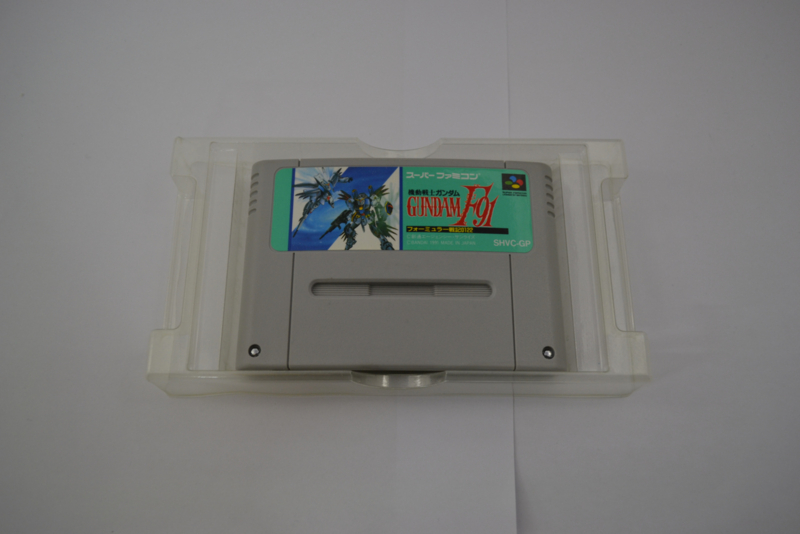 スーパーファミコン
機動戦士ガンダム
GUNDAM F91
フォーミュラー戦記0122
SHVC-GP